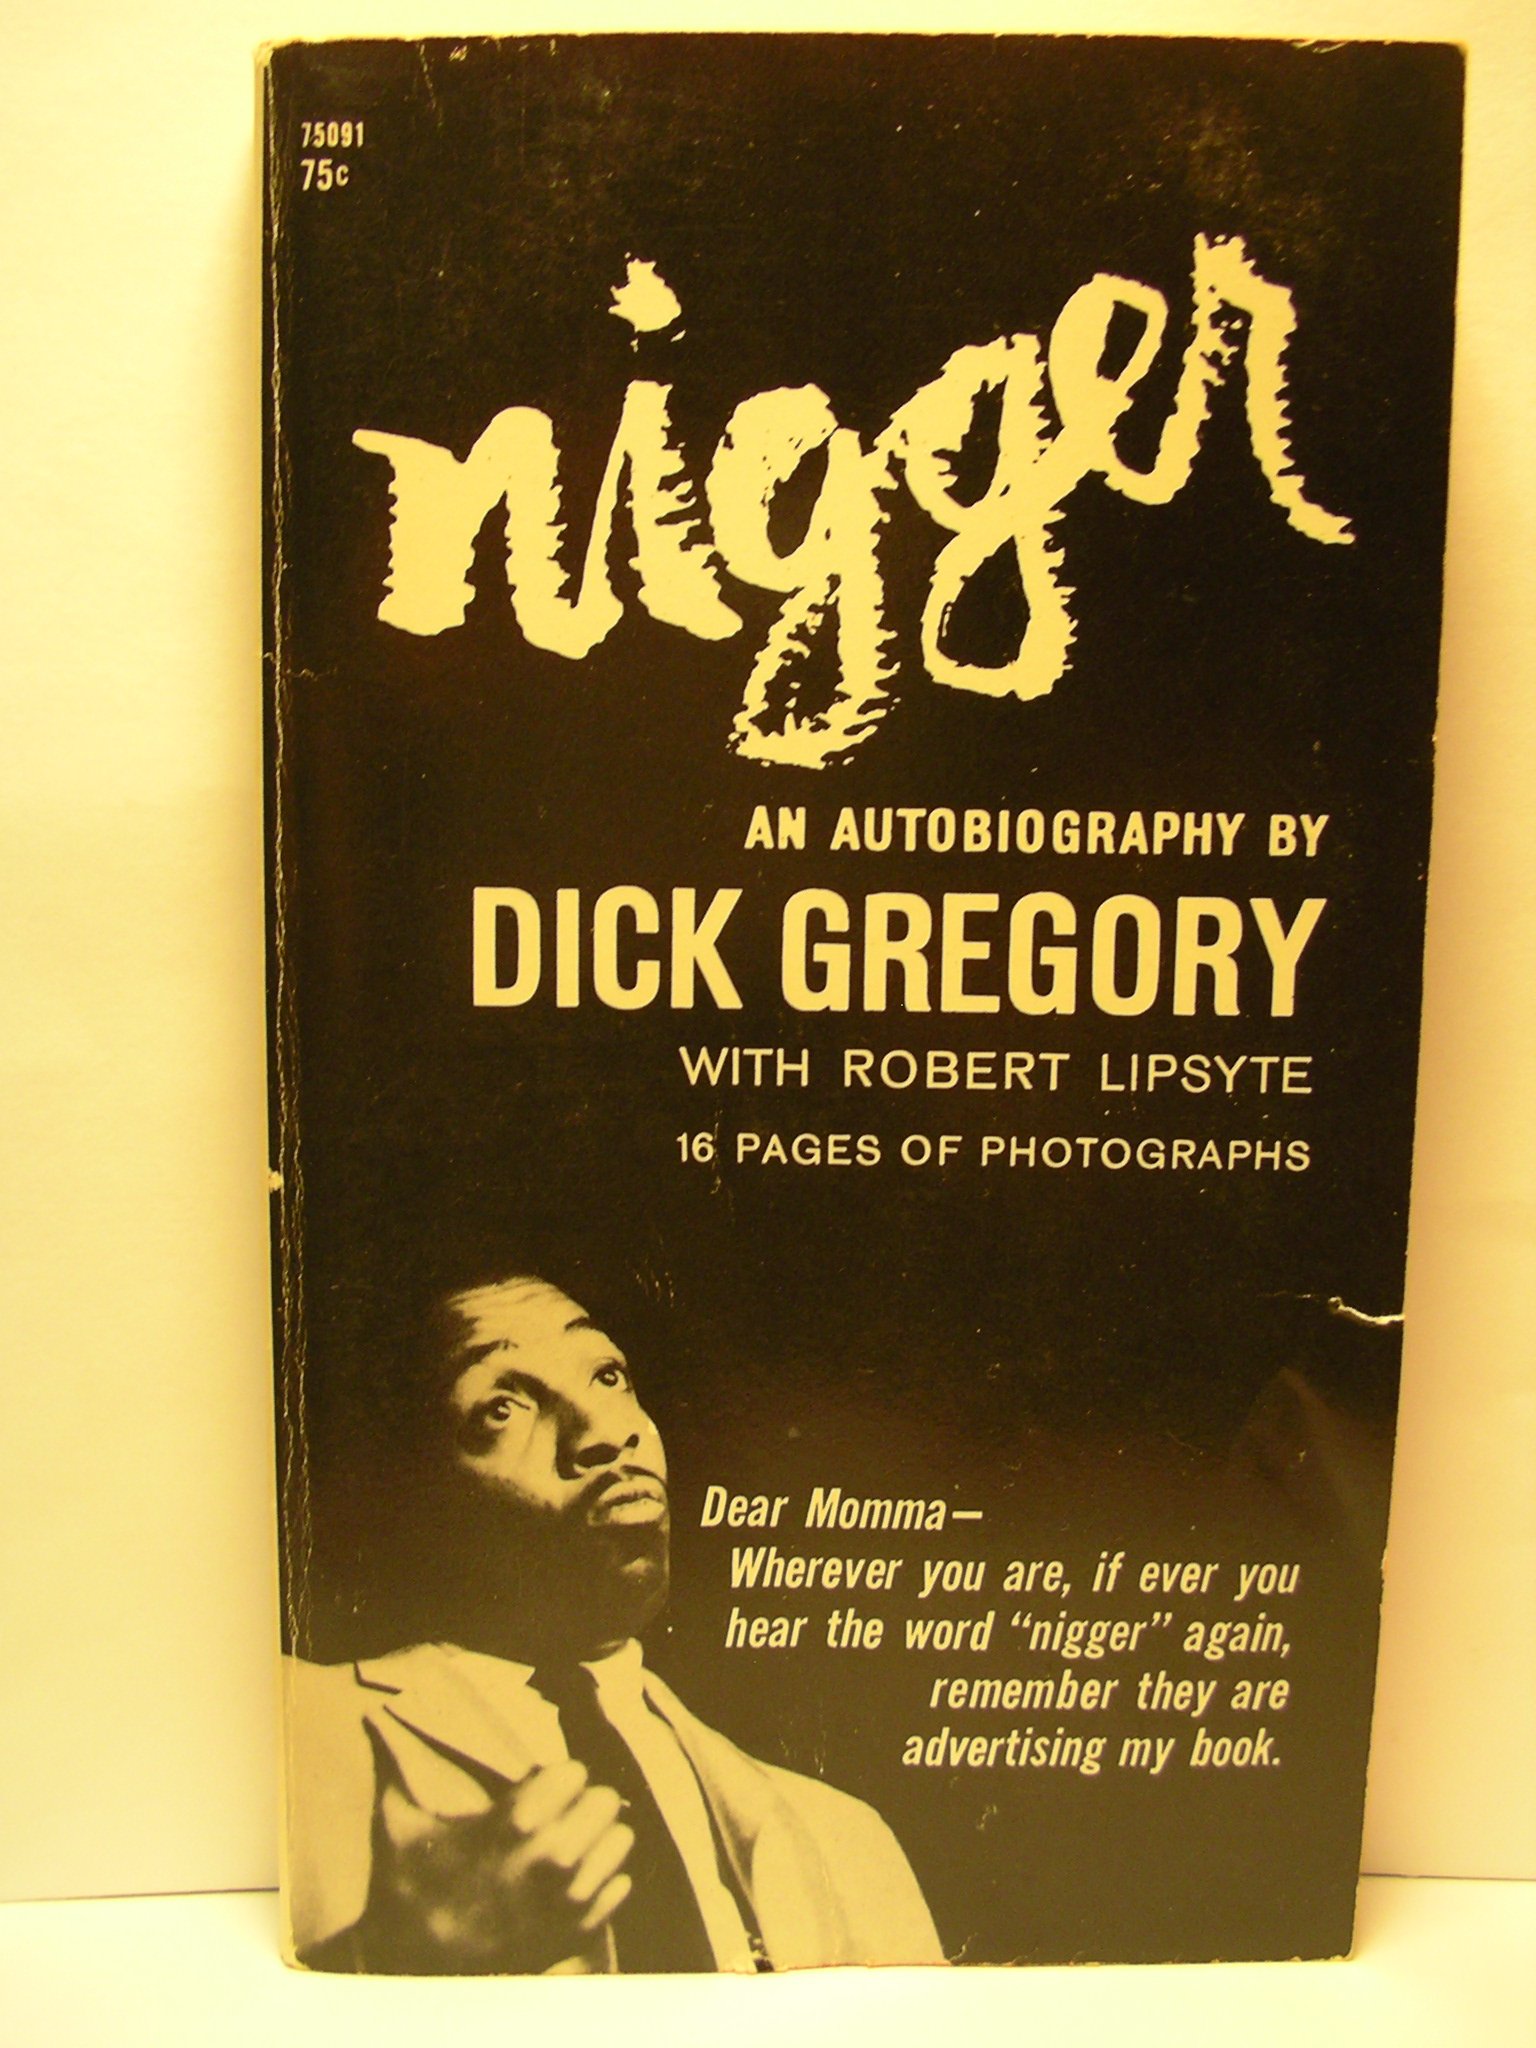 75091
75c
nigger
AN AUTOBIOGRAPHY BY
DICK GREGORY
WITH ROBERT LIPSYTE
16 PAGES OF PHOTOGRAPHS
Dear Momma—
Wherever you are, if ever you
hear the word “nigger” again,
remember they are
advertising my book.